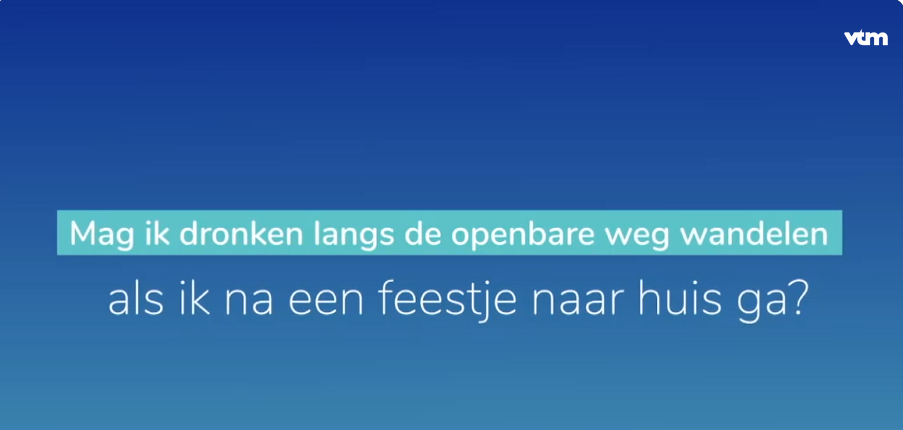 vtm
Mag ik dronken langs de openbare weg wandelen
als ik na een feestje naar huis ga?